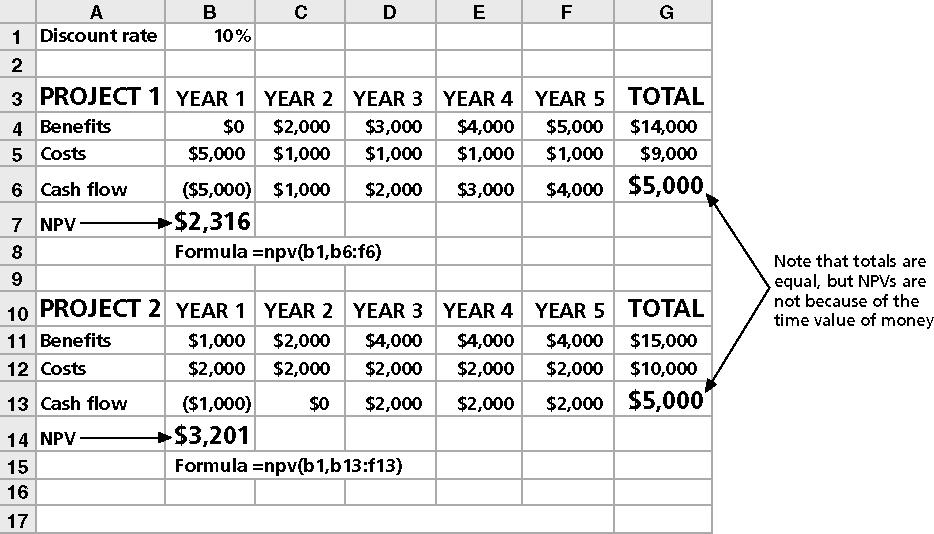 A B C D E F G
1 Discount rate 10%
2
3 PROJECT 1 YEAR 1 YEAR 2 YEAR 3 YEAR 4 YEAR 5 TOTAL
4 Benefits $0 $2,000 $3,000 $4,000 $5,000 $14,000
5 Costs $5,000 $1,000 $1,000 $1,000 $1,000 $9,000
6 Cash flow ($5,000) $1,000 $2,000 $3,000 $4,000 $5,000
7 NPV $2,316
8 Formula =npv(b1,b6:f6)
9
10 PROJECT 2 YEAR 1 YEAR 2 YEAR 3 YEAR 4 YEAR 5 TOTAL
11 Benefits $1,000 $2,000 $4,000 $4,000 $4,000 $15,000
12 Costs $2,000 $2,000 $2,000 $2,000 $2,000 $10,000
13 Cash flow ($1,000) $0 $2,000 $2,000 $2,000 $5,000
14 NPV $3,201
15 Formula =npv(b1,b13:f13)
16
17
Note that totals are
equal, but NPVs are
not because of the
time value of money